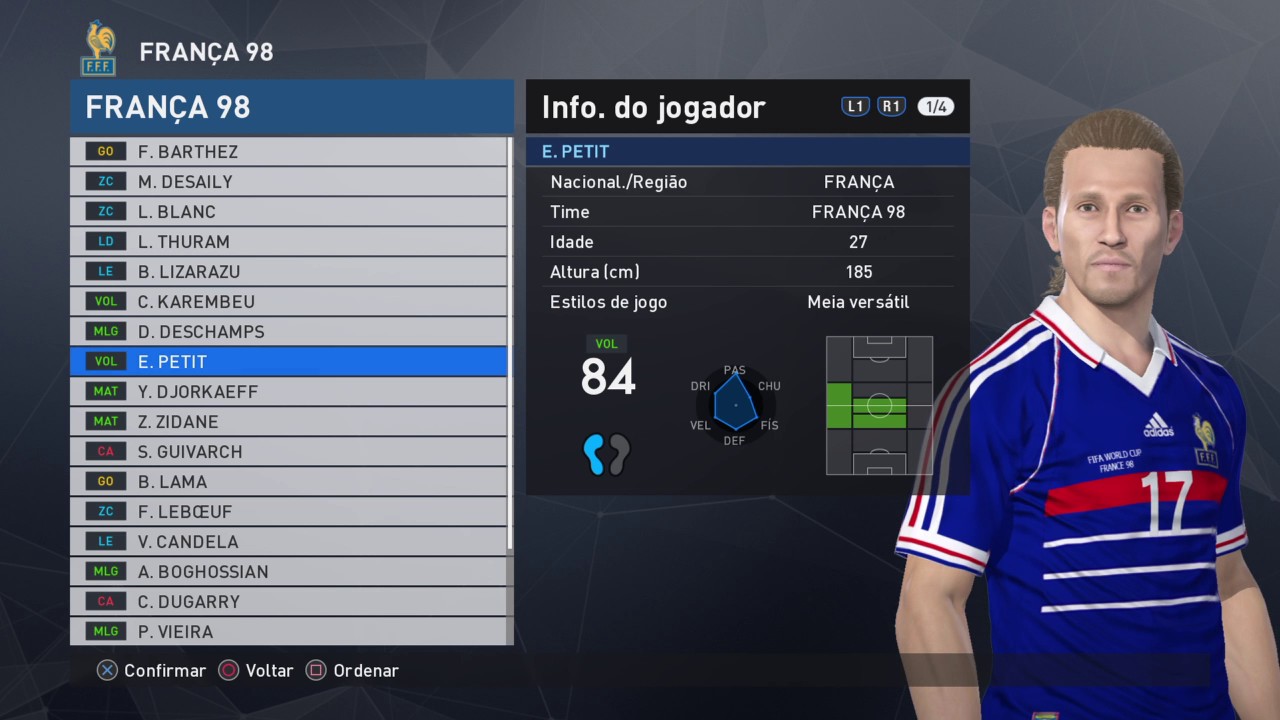 FRANÇA 98
F.F.F.
FRANÇA 98
GO F. BARTHEZ
ZC M. DESAILY
ZC L. BLANC
LD L. THURAM
LE B. LIZARAZU
VOL C. KAREMBEU
MLG D. DESCHAMPS
VOL E. PETIT
MAT Y. DJORKAEFF
MAT Z. ZIDANE
CA S. GUIVARCH
GO B. LAMA
ZC F. LEBŒUF
LE V. CANDELA
MLG A. BOGHOSSIAN
CA C. DUGARRY
MLG P. VIEIRA
Info. do jogador L1 R1 1/4
E. PETIT
Nacional./Região FRANÇA
Time FRANÇA 98
Idade 27
Altura (cm) 185
Estilos de jogo Meia versátil
VOL
84
PAS
DRI CHU
VEL FÍS
DEF
adidas
FIFA WORLD CUP
FRANCE 98
FFF
17
Confirmar Voltar Ordenar